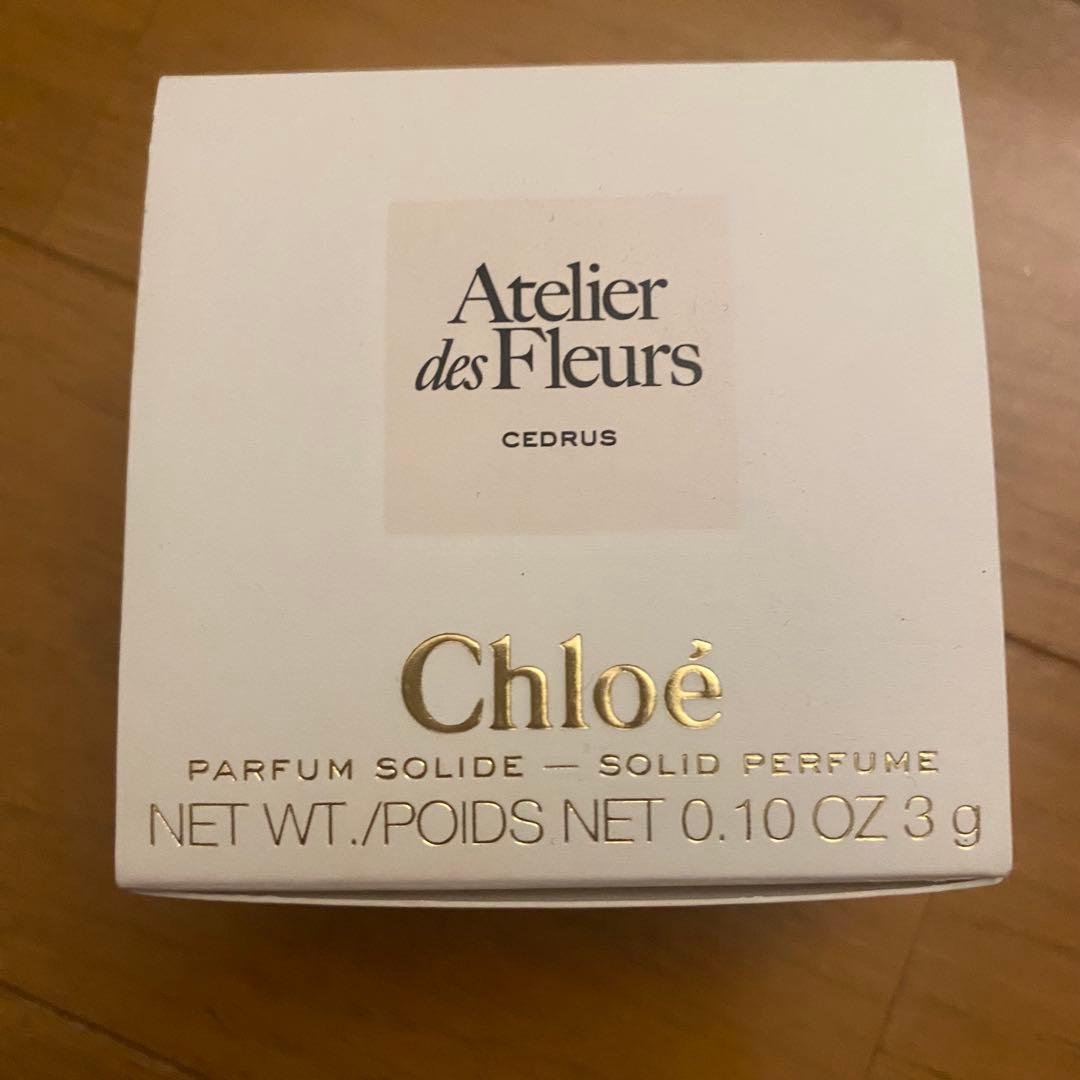 Atelier
des Fleurs
CEDRUS
Chloé
PARFUM SOLIDE — SOLID PERFUME
NET WT./POIDS NET 0.10 OZ 3 g